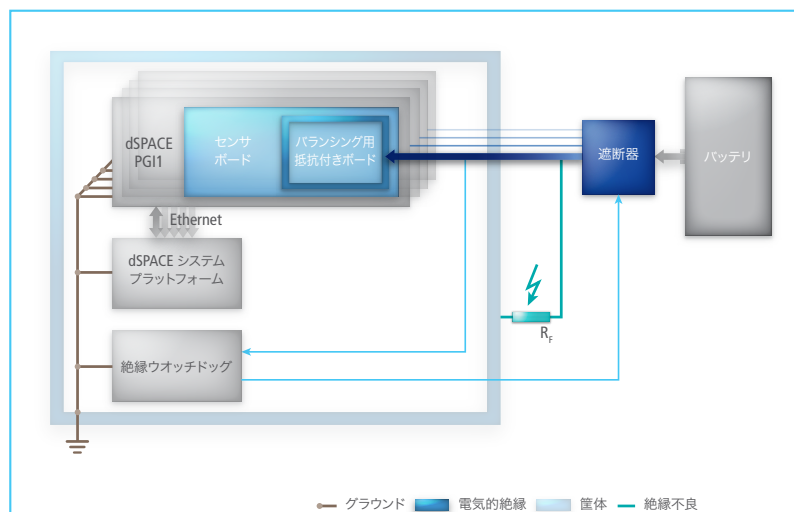 dSPACE
PGI1
センサ
ボード
バランシング用
抵抗付きボード
遮断器
バッテリ
Ethernet
dSPACE システム
プラットフォーム
絶縁ウオッチドッグ
RF
グラウンド
電気的絶縁
筐体
絶縁不良